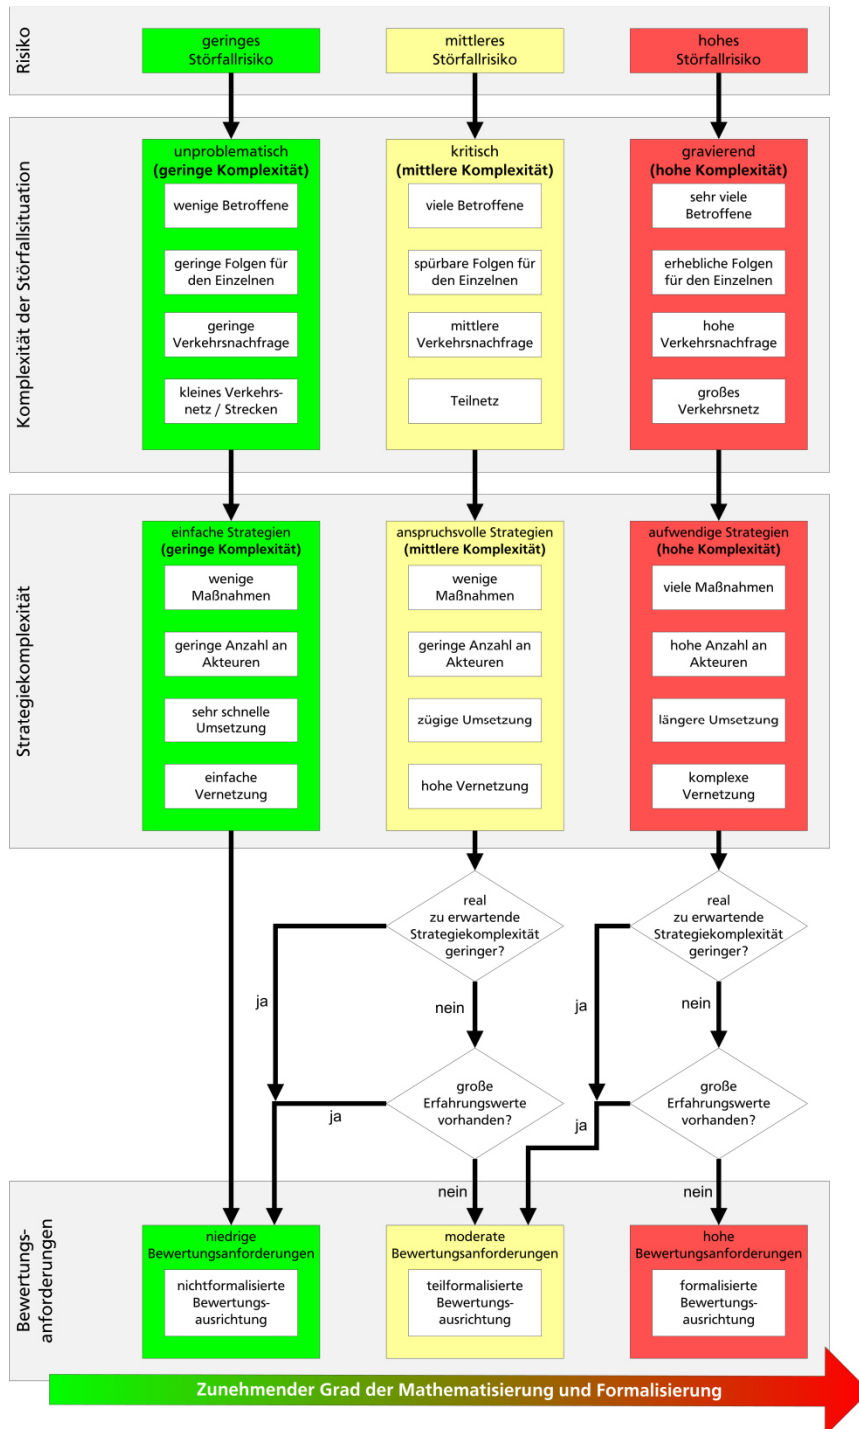 Risiko
geringes
Störfallrisiko
mittleres
Störfallrisiko
hohes
Störfallrisiko
Komplexität der Störfallsituation
unproblematisch
(geringe Komplexität)
wenige Betroffene
geringe Folgen für
den Einzelnen
geringe
Verkehrsnachfrage
kleines Verkehrs-
netz / Strecken
kritisch
(mittlere Komplexität)
viele Betroffene
spürbare Folgen für
den Einzelnen
mittlere
Verkehrsnachfrage
Teilnetz
gravierend
(hohe Komplexität)
sehr viele
Betroffene
erhebliche Folgen
für den Einzelnen
hohe
Verkehrsnachfrage
großes
Verkehrsnetz
Strategiekomplexität
einfache Strategien
(geringe Komplexität)
wenige
Maßnahmen
geringe Anzahl an
Akteuren
sehr schnelle
Umsetzung
einfache
Vernetzung
anspruchsvolle Strategien
(mittlere Komplexität)
wenige
Maßnahmen
geringe Anzahl an
Akteuren
zügige Umsetzung
hohe Vernetzung
aufwendige Strategien
(hohe Komplexität)
viele Maßnahmen
hohe Anzahl an
Akteuren
längere Umsetzung
komplexe
Vernetzung
real
zu erwartende
Strategiekomplexität
geringer?
real
zu erwartende
Strategiekomplexität
geringer?
ja
nein
ja
nein
große
Erfahrungswerte
vorhanden?
große
Erfahrungswerte
vorhanden?
ja
ja
nein
nein
Bewertungs-
anforderungen
niedrige
Bewertungsanforderungen
nichtformalisierte
Bewertungs-
ausrichtung
moderate
Bewertungsanforderungen
teilformalisierte
Bewertungs-
ausrichtung
hohe
Bewertungsanforderungen
formalisierte
Bewertungs-
ausrichtung
Zunehmender Grad der Mathematisierung und Formalisierung